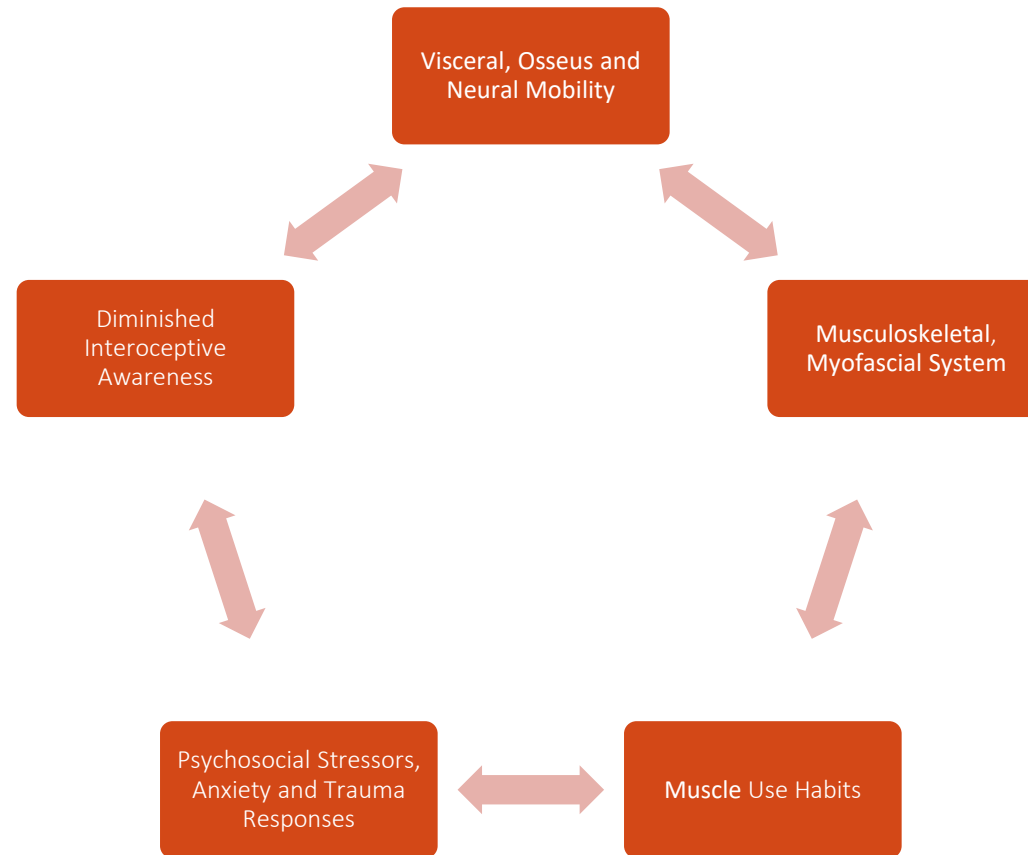 Visceral, Osseus and
Neural Mobility
Diminished
Interoceptive
Awareness
Musculoskeletal,
Myofascial System
Psychosocial Stressors,
Anxiety and Trauma
Responses
Muscle Use Habits